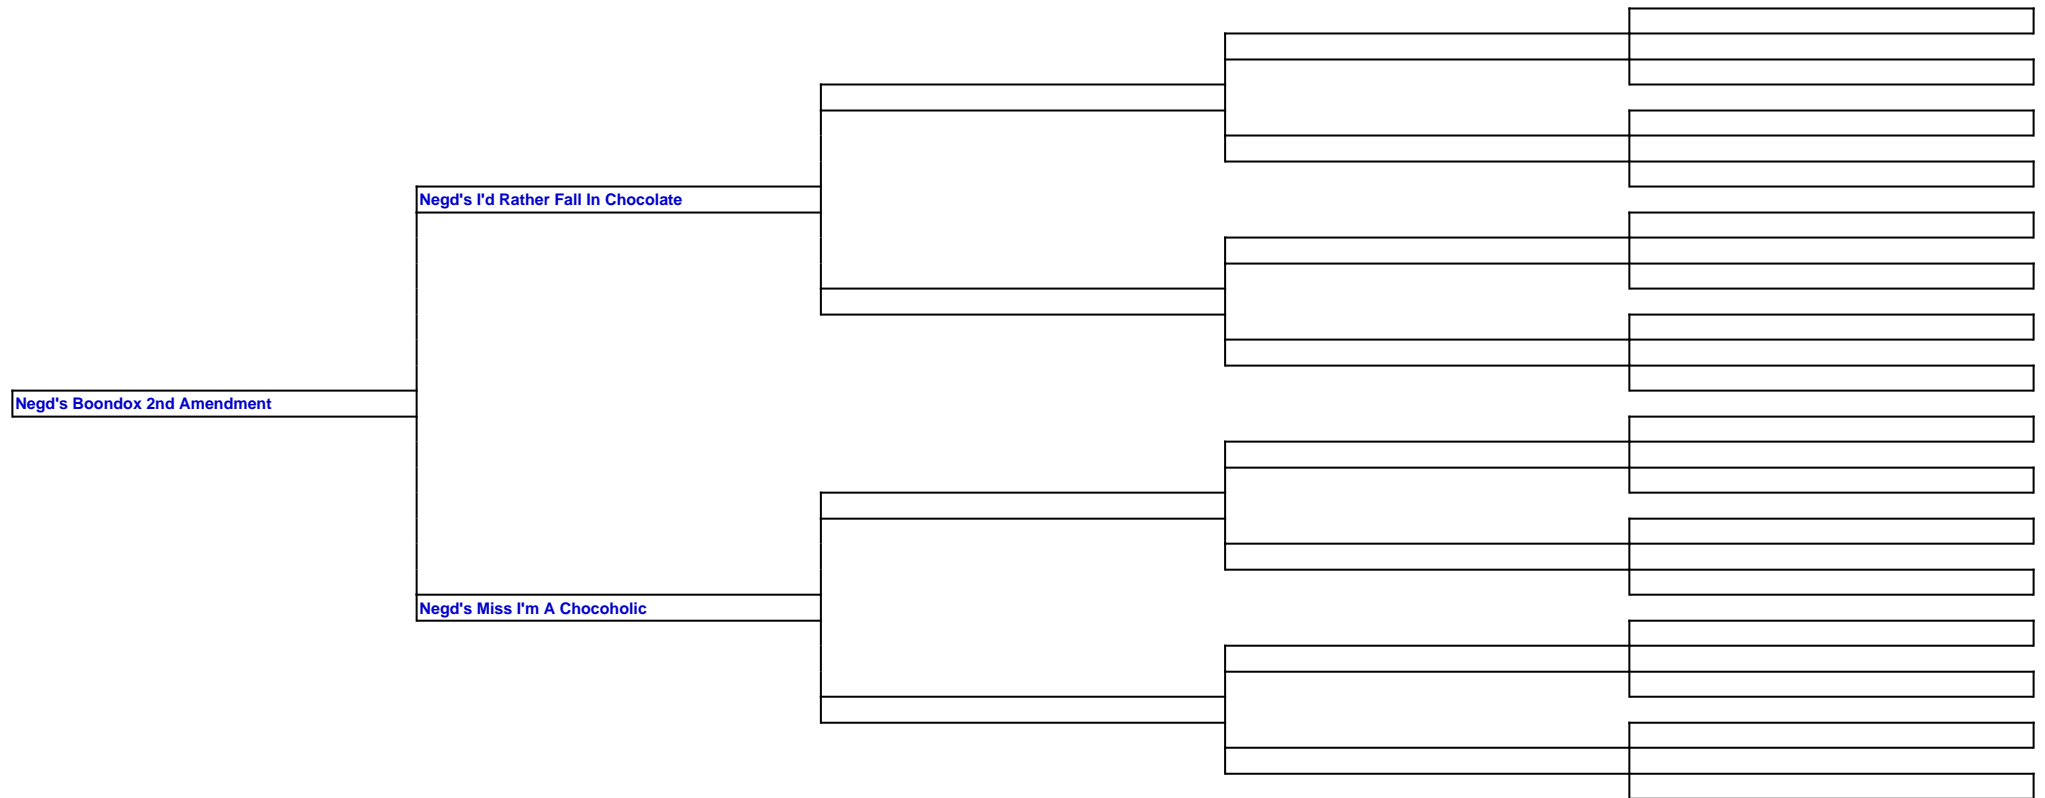 Negd's I'd Rather Fall In Chocolate
Negd's Boondox 2nd Amendment
Negd's Miss I'm A Chocoholic